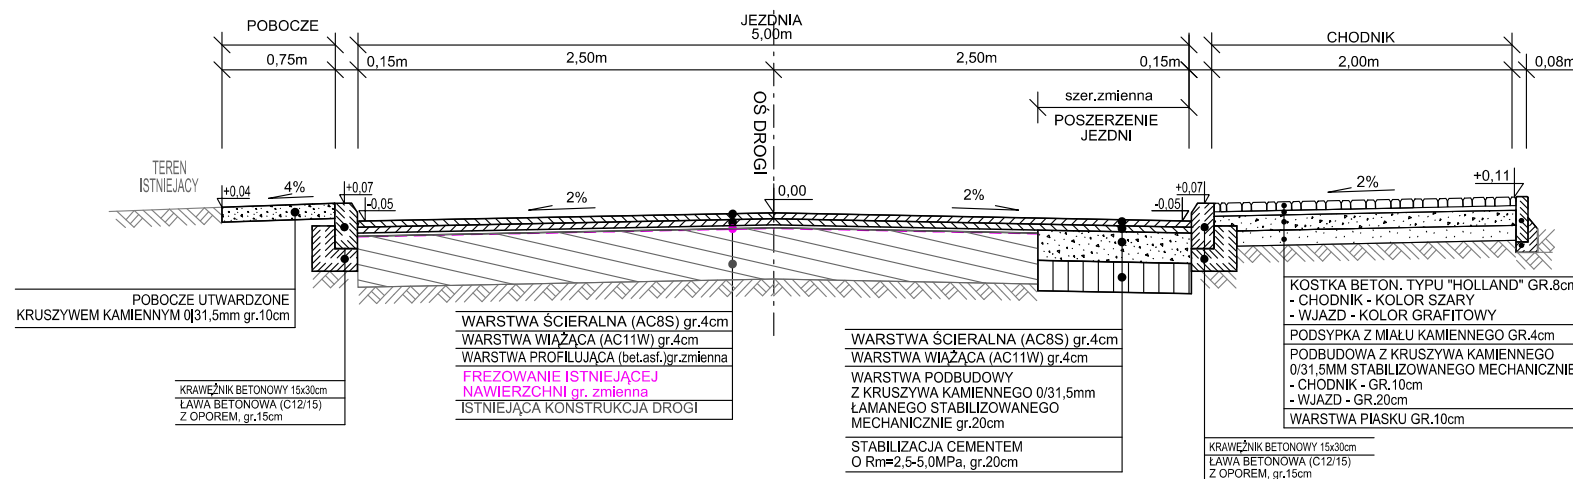 POBOCZE
JEZDNIA
5,00m
CHODNIK
0,75m
0,15m
2,50m
2,50m
0,15m
2,00m
0,08m
szer.zmienna
POSZERZENIE
JEZDNI
OŚ DROGI
TEREN
ISTNIEJACY
+0,04
4%
+0,07
-0,05
2%
0,00
2%
-0,05
+0,07
2%
+0,11
POBOCZE UTWARDZONE
KRUSZYWEM KAMIENNYM 0|31,5mm gr.10cm
KRAWĘŻNIK BETONOWY 15x30cm
ŁAWA BETONOWA (C12/15)
Z OPOREM, gr.15cm
WARSTWA ŚCIERALNA (AC8S) gr.4cm
WARSTWA WIĄŻĄCA (AC11W) gr.4cm
WARSTWA PROFILUJĄCA (bet.asf.)gr.zmienna
FREZOWANIE ISTNIEJĄCEJ
NAWIERZCHNI gr. zmienna
ISTNIEJĄCA KONSTRUKCJA DROGI
WARSTWA ŚCIERALNA (AC8S) gr.4cm
WARSTWA WIĄŻĄCA (AC11W) gr.4cm
WARSTWA PODBUDOWY
Z KRUSZYWA KAMIENNEGO 0/31,5mm
ŁAMANEGO STABILIZOWANEGO
MECHANICZNIE gr.20cm
STABILIZACJA CEMENTEM
O Rm=2,5-5,0MPa, gr.20cm
KOSTKA BETON. TYPU "HOLLAND" GR.8cm
- CHODNIK - KOLOR SZARY
- WJAZD - KOLOR GRAFITOWY
PODSYPKA Z MIAŁU KAMIENNEGO GR.4cm
PODBUDOWA Z KRUSZYWA KAMIENNEGO
0/31,5MM STABILIZOWANEGO MECHANICZNIE
- CHODNIK - GR.10cm
- WJAZD - GR.20cm
WARSTWA PIASKU GR.10cm
KRAWĘŻNIK BETONOWY 15x30cm
ŁAWA BETONOWA (C12/15)
Z OPOREM, gr.15cm